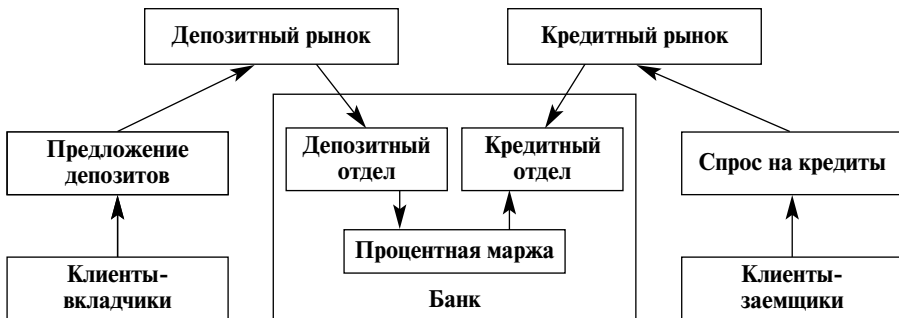 Депозитный рынок
Кредитный рынок
Предложение
депозитов
Депозитный
отдел
Кредитный
отдел
Спрос на кредиты
Процентная маржа
Клиенты-
вкладчики
Банк
Клиенты-
заемщики